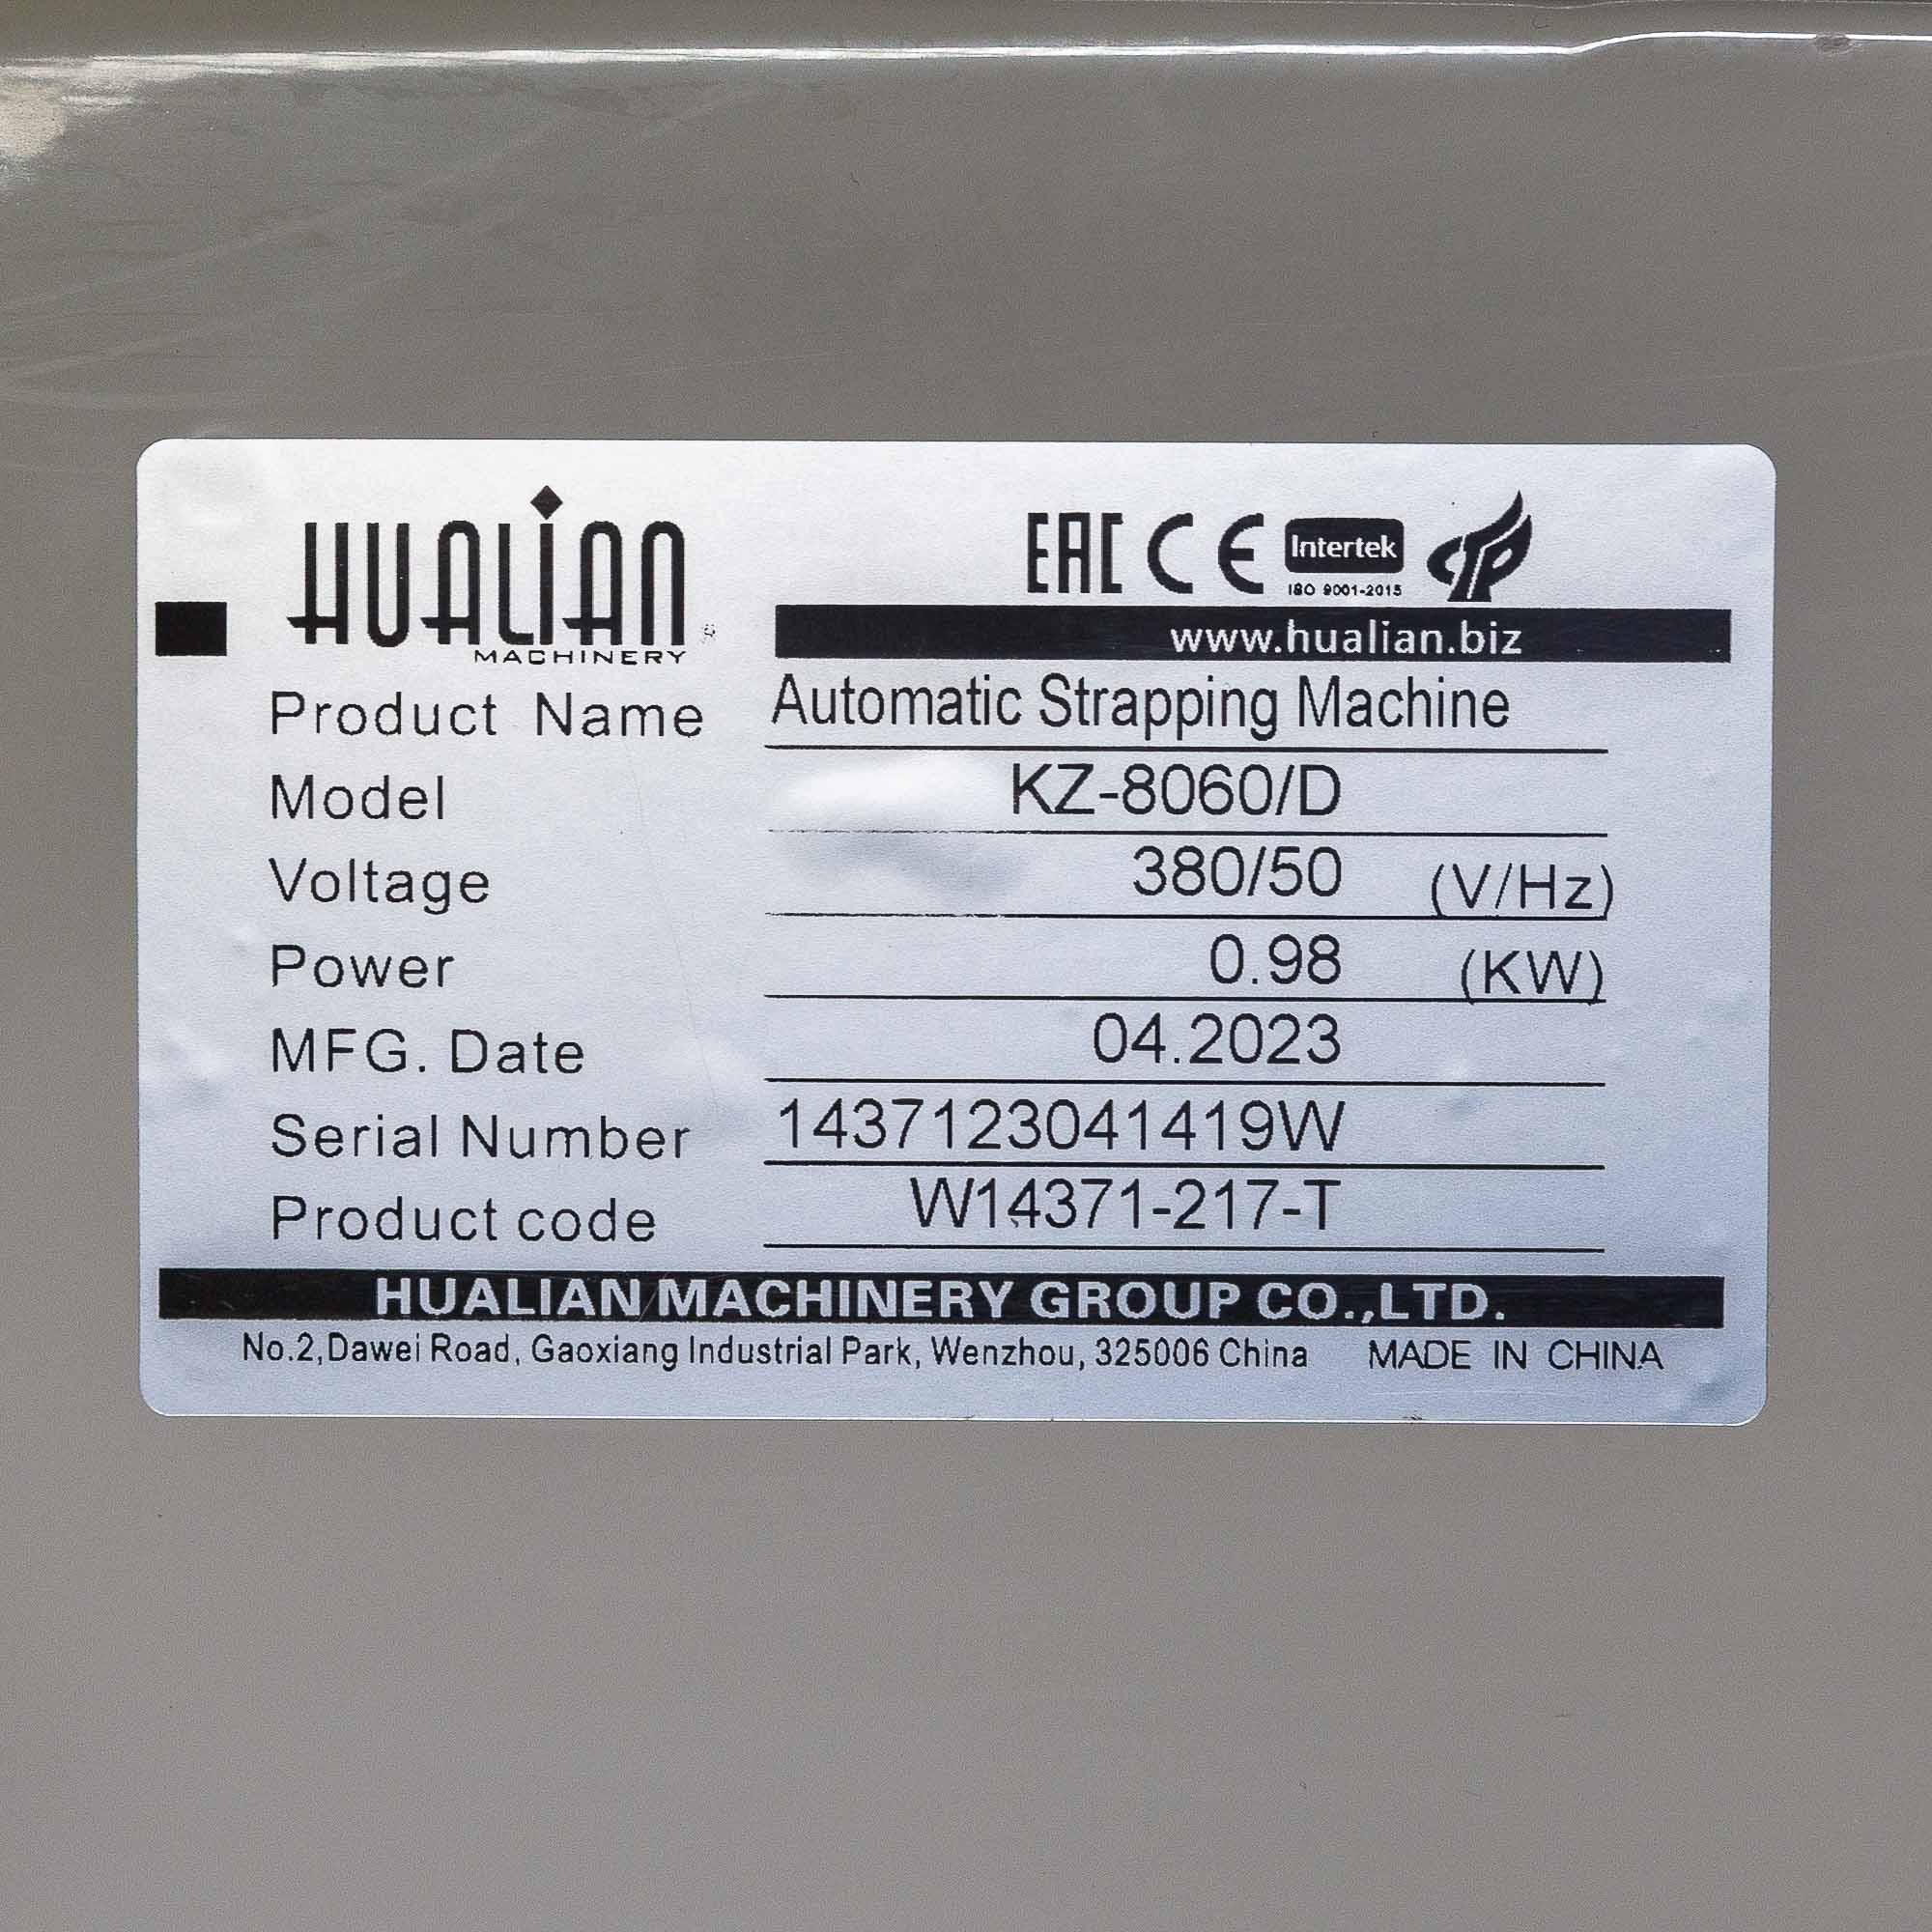 HUALIAN
MACHINERY
EAC CE Intertek
ISO 9001-2015
www.hualian.biz
Product Name Automatic Strapping Machine
Model KZ-8060/D
Voltage 380/50 (V/Hz)
Power 0.98 (KW)
MFG. Date 04.2023
Serial Number 1437123041419W
Product code W14371-217-T
HUALIAN MACHINERY GROUP CO.,LTD.
No.2,Dawei Road, Gaoxiang Industrial Park, Wenzhou, 325006 China MADE IN CHINA